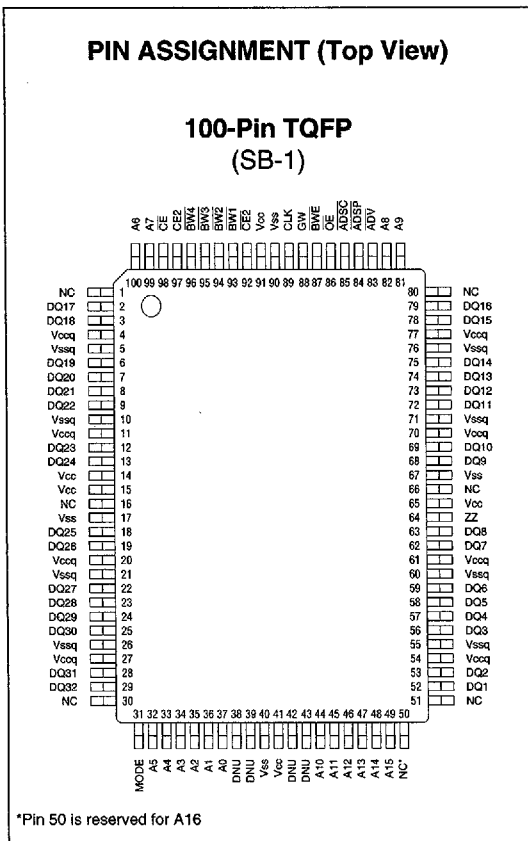 PIN ASSIGNMENT (Top View)
100-Pin TQFP
(SB-1)
A6 A7 CE CE2 BW4 BW3 BW2 BW1 CE2 Vcc Vss CLK GW BWE OE ADSC ADSP ADV A8 A9
100 99 98 97 96 95 94 93 92 91 90 89 88 87 86 85 84 83 82 81
NC 1 80 NC
DQ17 2 79 DQ16
DQ18 3 78 DQ15
Vccq 4 77 Vccq
Vssq 5 76 Vssq
DQ19 6 75 DQ14
DQ20 7 74 DQ13
DQ21 8 73 DQ12
DQ22 9 72 DQ11
Vssq 10 71 Vssq
Vccq 11 70 Vccq
DQ23 12 69 DQ10
DQ24 13 68 DQ9
Vcc 14 67 Vss
Vcc 15 66 NC
NC 16 65 Vcc
Vss 17 64 ZZ
DQ25 18 63 DQ8
DQ26 19 62 DQ7
Vccq 20 61 Vccq
Vssq 21 60 Vssq
DQ27 22 59 DQ6
DQ28 23 58 DQ5
DQ29 24 57 DQ4
DQ30 25 56 DQ3
Vssq 26 55 Vssq
Vccq 27 54 Vccq
DQ31 28 53 DQ2
DQ32 29 52 DQ1
NC 30 51 NC
31 32 33 34 35 36 37 38 39 40 41 42 43 44 45 46 47 48 49 50
MODE A5 A4 A3 A2 A1 A0 DNU DNU Vss Vcc DNU DNU A10 A11 A12 A13 A14 A15 NC*
*Pin 50 is reserved for A16